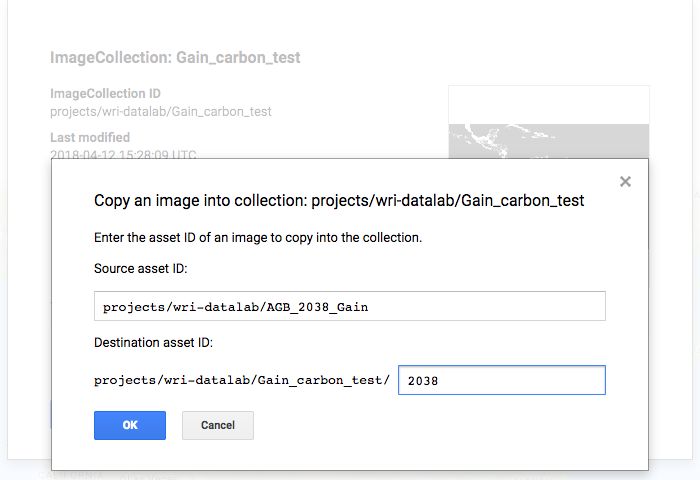 ImageCollection: Gain_carbon_test
ImageCollection ID
projects/wri-datalab/Gain_carbon_test
Last modified
2018-04-12 15:28:09 UTC
×
Copy an image into collection: projects/wri-datalab/Gain_carbon_test
Enter the asset ID of an image to copy into the collection.
Source asset ID:
projects/wri-datalab/AGB_2038_Gain
Destination asset ID:
projects/wri-datalab/Gain_carbon_test/ 2038
OK Cancel